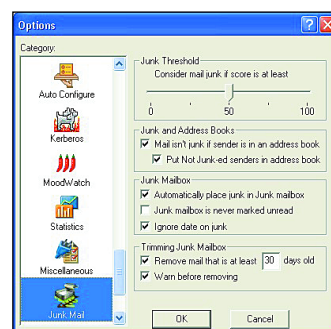 Options
Category:
Auto Configure
Kerberos
MoodWatch
Statistics
Miscellaneous
Junk Mail
Junk Threshold
Consider mail junk if score is at least
0 50 100
Junk and Address Books
Mail isn't junk if sender is in an address book
Put Not Junk-ed senders in address book
Junk Mailbox
Automatically place junk in Junk mailbox
Junk mailbox is never marked unread
Ignore date on junk
Trimming Junk Mailbox
Remove mail that is at least 30 days old
Warn before removing
OK Cancel